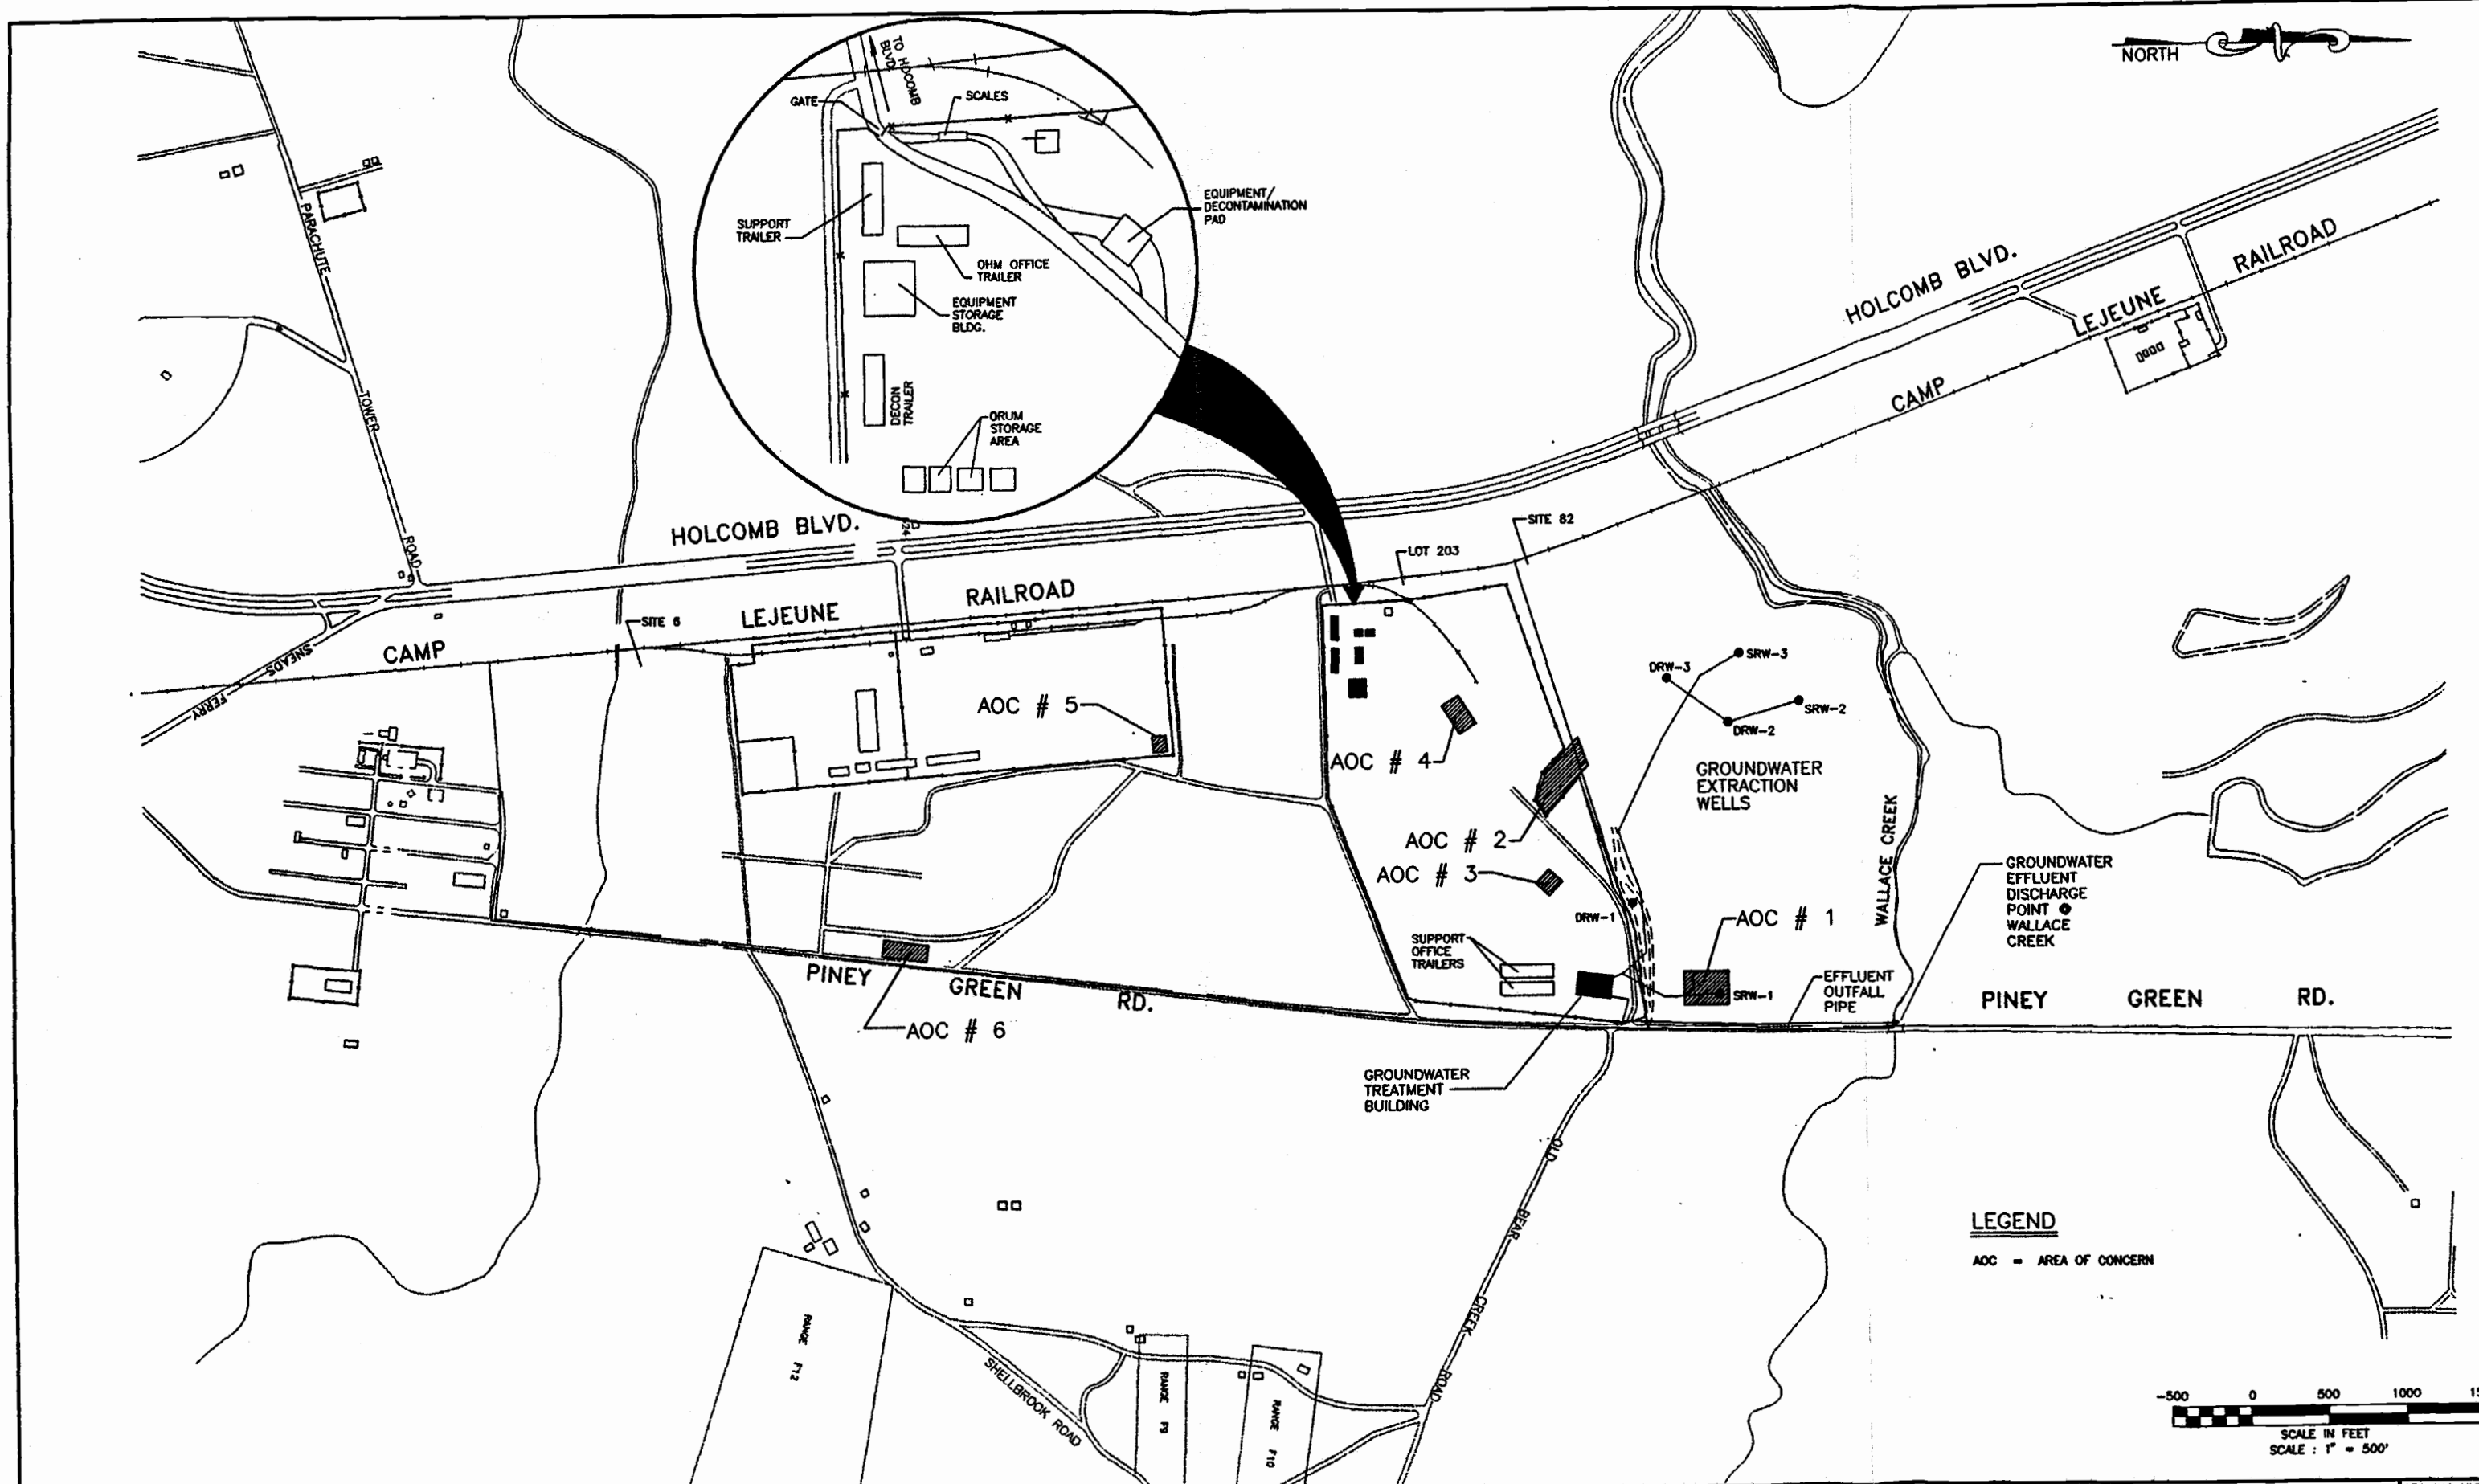 NORTH
TO HOCOMB
BLVD.
GATE
SCALES
SUPPORT
TRAILER
EQUIPMENT/
DECONTAMINATION
PAD
OHM OFFICE
TRAILER
EQUIPMENT
STORAGE
BLDG.
DECON
TRAILER
ORUM
STORAGE
AREA
PARACHUTE
TOWER
ROAD
HOLCOMB BLVD.
HOLCOMB BLVD.
CAMP
LEJEUNE
RAILROAD
SITE 82
LOT 203
SITE 6
CAMP
LEJEUNE
RAILROAD
SNEADS
FERRY
AOC # 5
AOC # 4
AOC # 2
AOC # 3
DRW-3
SRW-3
SRW-2
DRW-2
GROUNDWATER
EXTRACTION
WELLS
WALLACE CREEK
GROUNDWATER
EFFLUENT
DISCHARGE
POINT @
WALLACE
CREEK
DRW-1
AOC # 1
SUPPORT
OFFICE
TRAILERS
SRW-1
EFFLUENT
OUTFALL
PIPE
PINEY GREEN RD.
PINEY GREEN RD.
AOC # 6
GROUNDWATER
TREATMENT
BUILDING
OLD BEAR CREEK ROAD
SHELLBROOK ROAD
RANGE F12
RANGE F9
RANGE F10
LEGEND
AOC = AREA OF CONCERN
-500 0 500 1000
SCALE IN FEET
SCALE : 1" = 500'